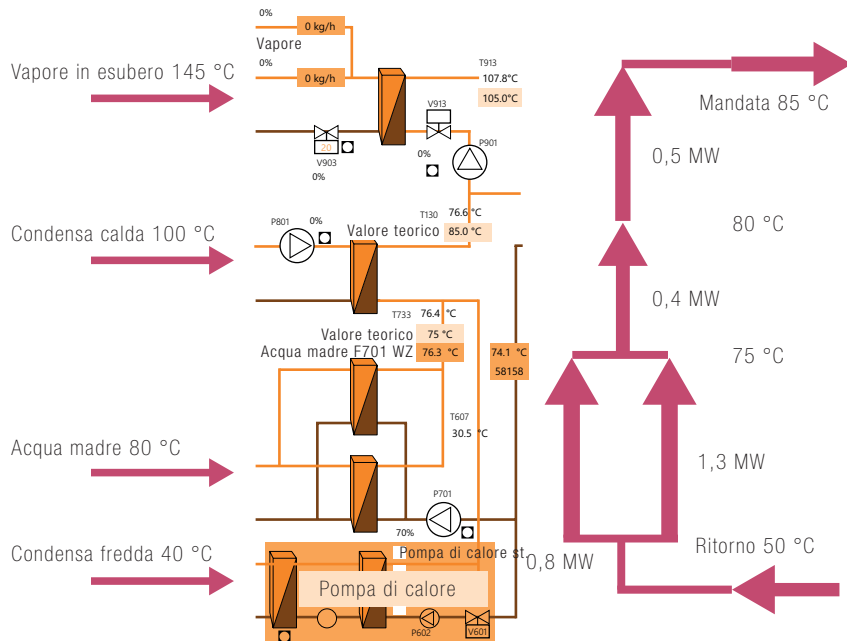 0%
0 kg/h
Vapore
T913
0%
Vapore in esubero 145 °C
0 kg/h
107.8°C
105.0°C
Mandata 85 °C
V913
20
V903
0%
0%
P901
0,5 MW
T130
76.6 °C
P801
0%
Valore teorico
85.0 °C
Condensa calda 100 °C
80 °C
0,4 MW
T733
76.4 °C
Valore teorico
75 °C
Acqua madre F701 WZ
76.3 °C
74.1 °C
58158
75 °C
T607
30.5 °C
Acqua madre 80 °C
1,3 MW
P701
70%
Condensa fredda 40 °C
Pompa di calore st
0,8 MW
Ritorno 50 °C
Pompa di calore
P602
V601